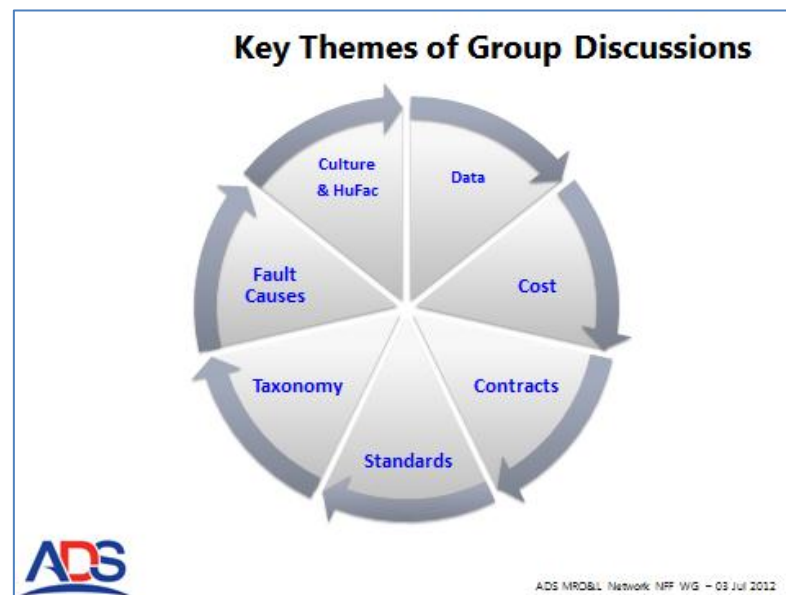 Key Themes of Group Discussions
Culture
& HuFac
Data
Fault
Causes
Cost
Taxonomy
Contracts
Standards
ADS
ADS MRO&L Network NFF WG – 03 Jul 2012